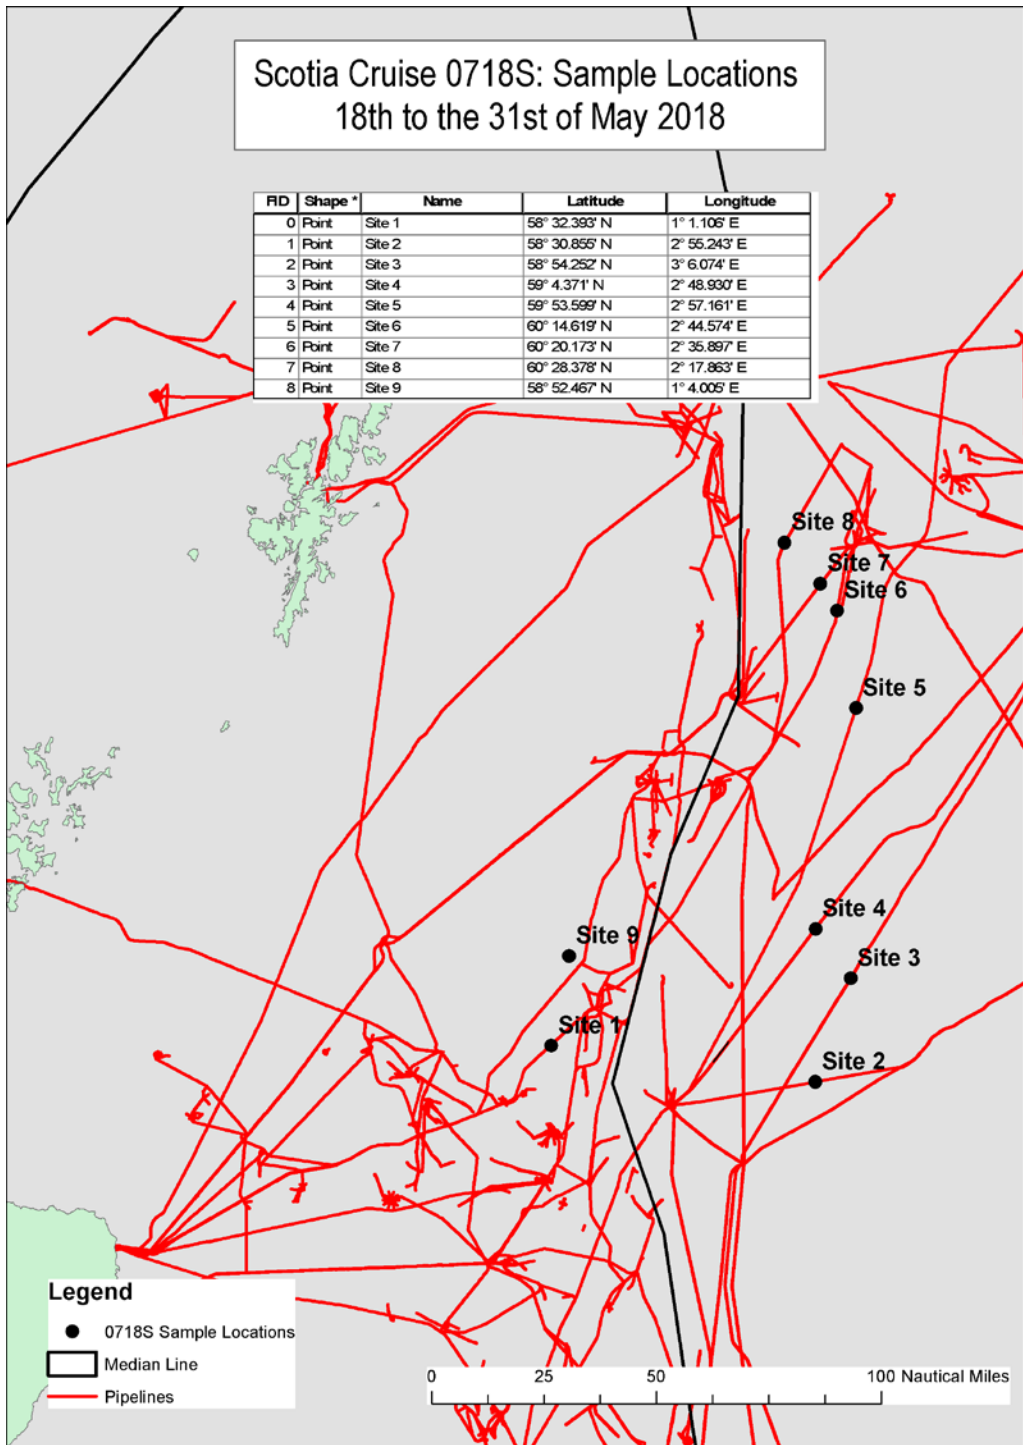 Scotia Cruise 0718S: Sample Locations
18th to the 31st of May 2018
FID Shape * Name Latitude Longitude
0 Point Site 1 58° 32.393' N 1° 1.106' E
1 Point Site 2 58° 30.855' N 2° 55.243' E
2 Point Site 3 58° 54.252' N 3° 6.074' E
3 Point Site 4 59° 4.371' N 2° 48.930' E
4 Point Site 5 59° 53.599' N 2° 57.161' E
5 Point Site 6 60° 14.619' N 2° 44.574' E
6 Point Site 7 60° 20.173' N 2° 35.897' E
7 Point Site 8 60° 28.378' N 2° 17.863' E
8 Point Site 9 58° 52.467' N 1° 4.005' E
Site 8
Site 7
Site 6
Site 5
Site 4
Site 9
Site 3
Site 1
Site 2
Legend
0718S Sample Locations
Median Line
Pipelines
0 25 50 100 Nautical Miles